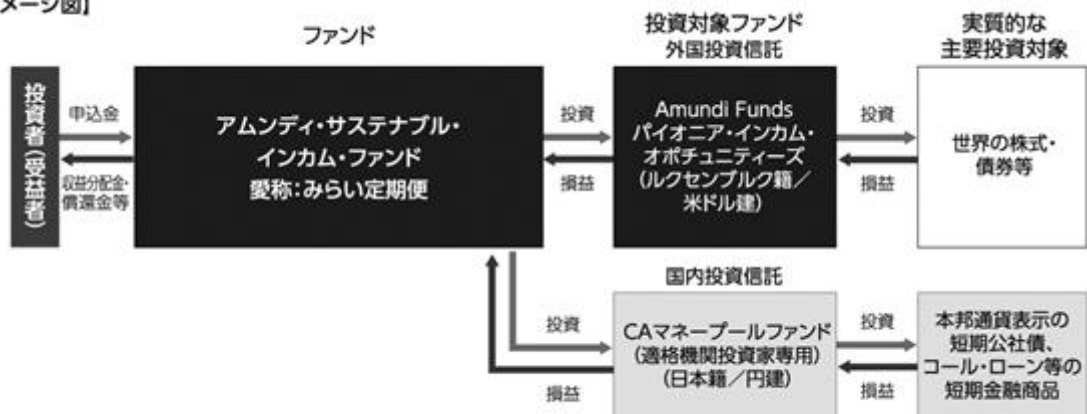 メージ図】
ファンド
投資対象ファンド
外国投資信託
実質的な
主要投資対象
投資者(受益者)
申込金
収益分配金・
償還金等
アムンディ・サステナブル・
インカム・ファンド
愛称:みらい定期便
投資
損益
Amundi Funds
パイオニア・インカム・
オポチュニティーズ
(ルクセンブルク籍/
米ドル建)
投資
損益
世界の株式・
債券等
国内投資信託
投資
損益
CAマネープールファンド
(適格機関投資家専用)
(日本籍/円建)
投資
損益
本邦通貨表示の
短期公社債、
コール・ローン等の
短期金融商品